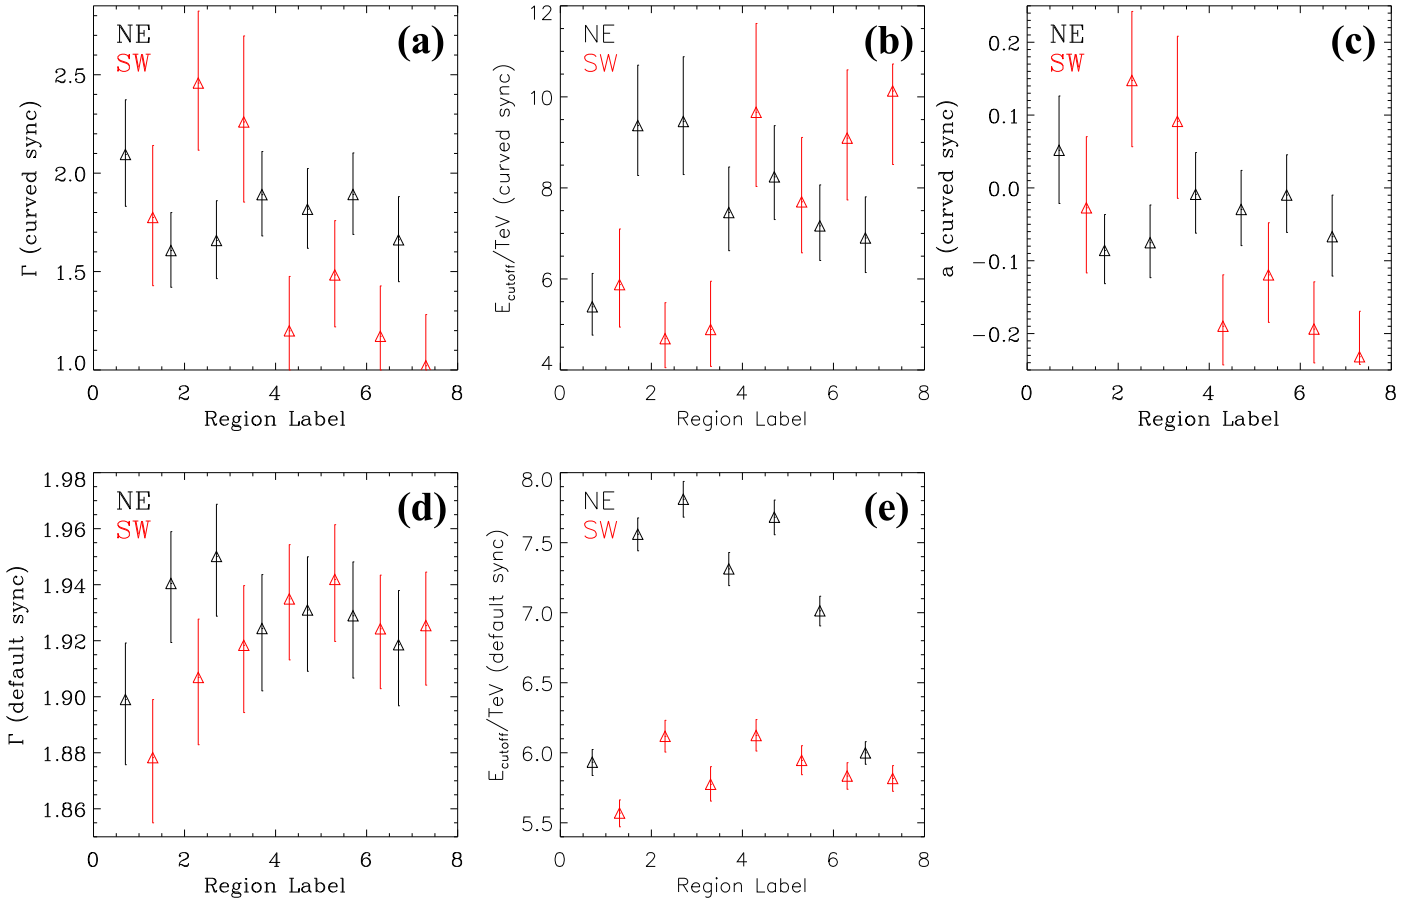 NE
SW
(a)
Γ (curved sync)
2.5
2.0
1.5
1.0
0 2 4 6 8
Region Label
NE
SW
(b)
E_cutoff/TeV (curved sync)
12
10
8
6
4
0 2 4 6 8
Region Label
NE
SW
(c)
a (curved sync)
0.2
0.1
0.0
−0.1
−0.2
0 2 4 6 8
Region Label
NE
SW
(d)
Γ (default sync)
1.98
1.96
1.94
1.92
1.90
1.88
1.86
0 2 4 6 8
Region Label
NE
SW
(e)
E_cutoff/TeV (default sync)
8.0
7.5
7.0
6.5
6.0
5.5
0 2 4 6 8
Region Label